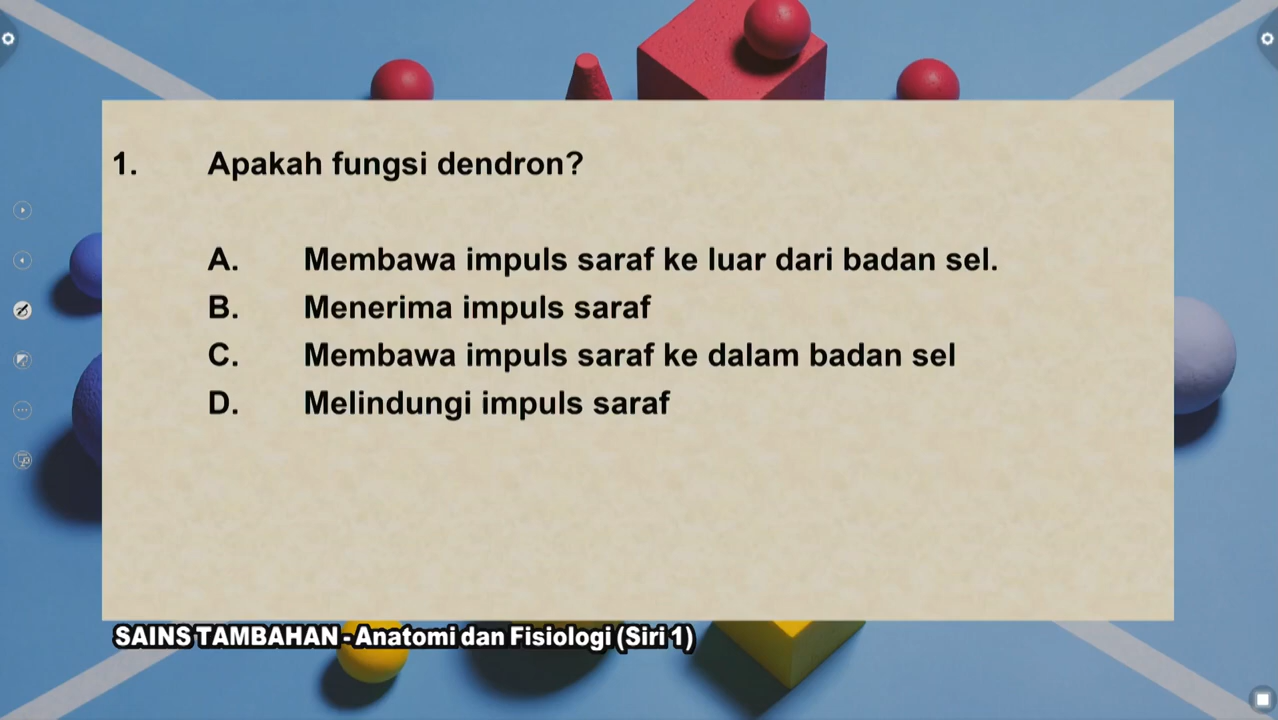 1. Apakah fungsi dendron?
A. Membawa impuls saraf ke luar dari badan sel.
B. Menerima impuls saraf
C. Membawa impuls saraf ke dalam badan sel
D. Melindungi impuls saraf
SAINS TAMBAHAN - Anatomi dan Fisiologi (Siri 1)